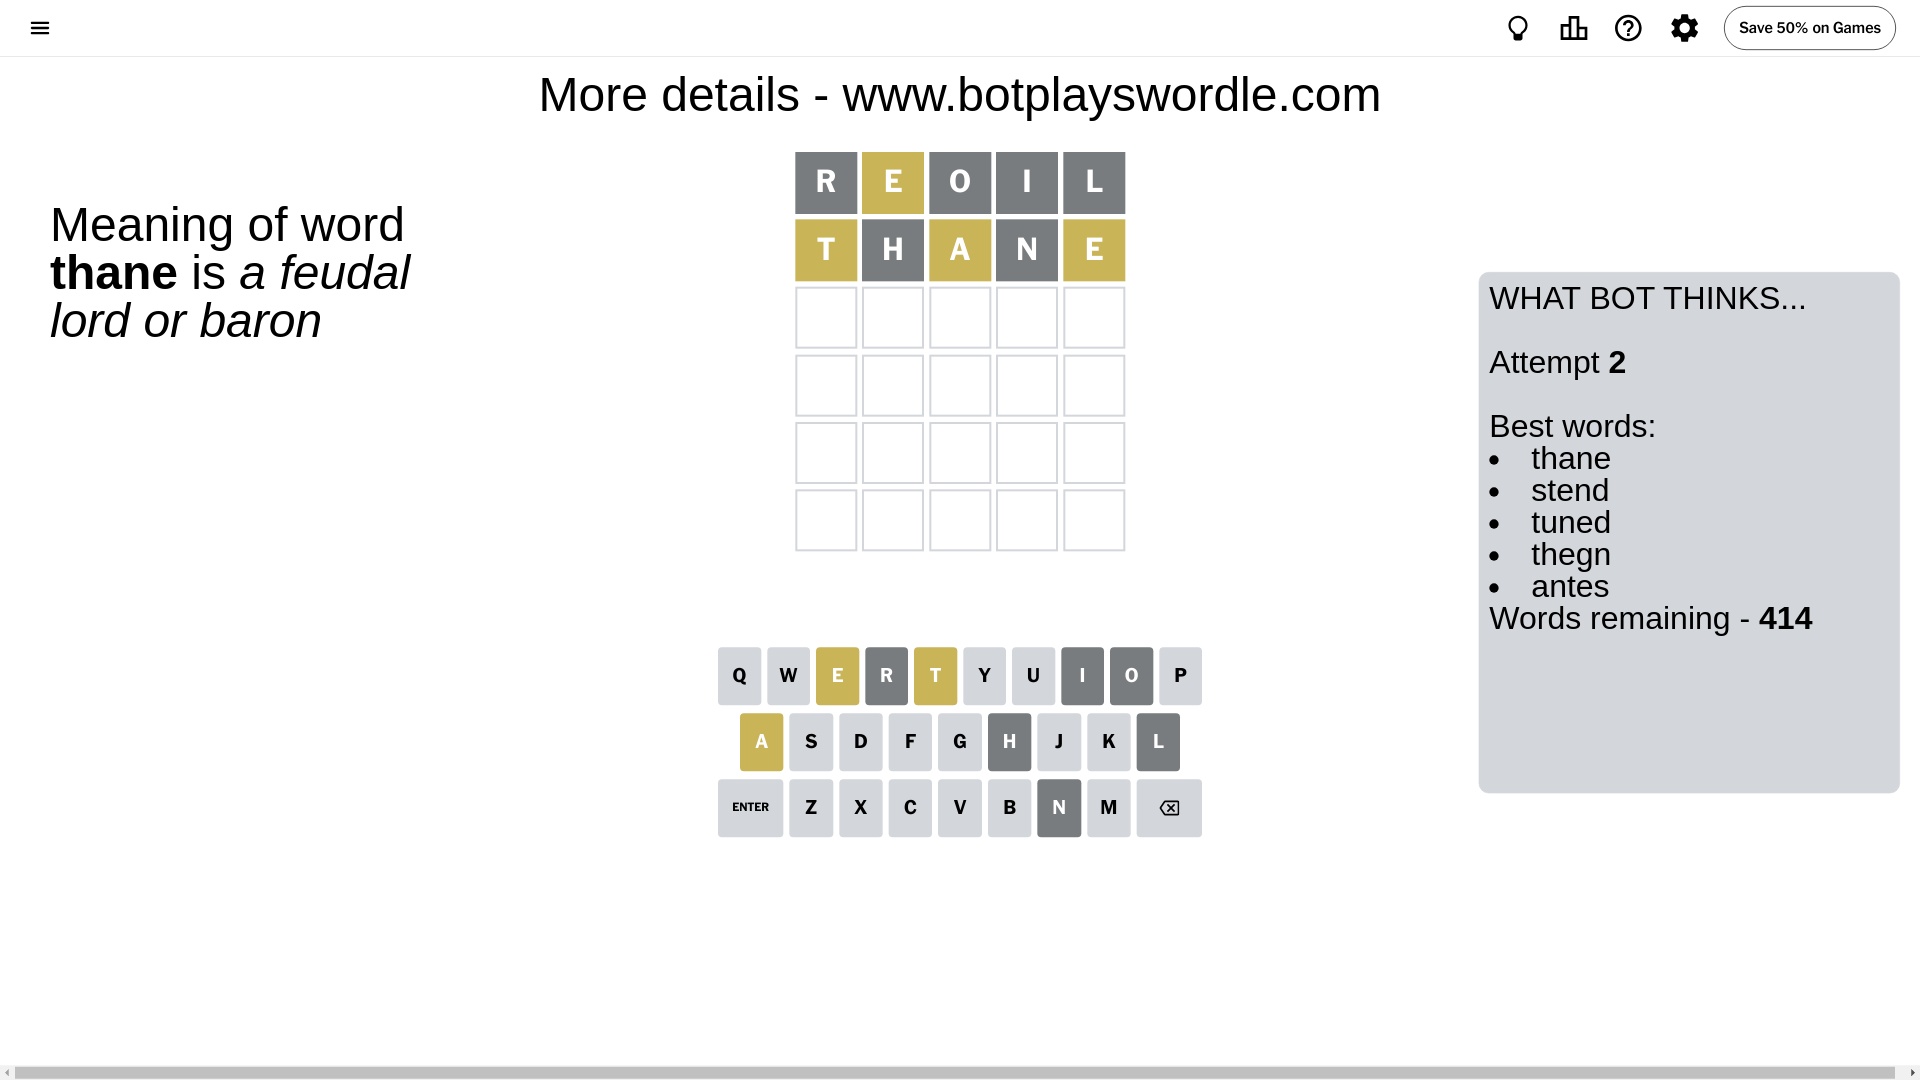 Save 50% on Games
More details - www.botplayswordle.com
Meaning of word
thane is a feudal
lord or baron
R E O I L
T H A N E
WHAT BOT THINKS...
Attempt 2
Best words:
• thane
• stend
• tuned
• thegn
• antes
Words remaining - 414
Q W E R T Y U I O P
A S D F G H J K L
ENTER Z X C V B N M